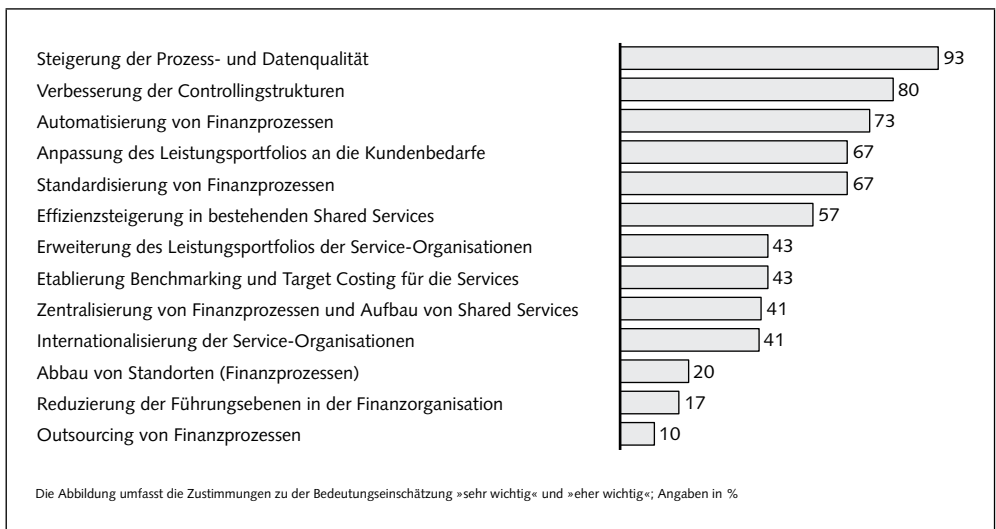 Steigerung der Prozess- und Datenqualität 93
Verbesserung der Controllingstrukturen 80
Automatisierung von Finanzprozessen 73
Anpassung des Leistungsportfolios an die Kundenbedarfe 67
Standardisierung von Finanzprozessen 67
Effizienzsteigerung in bestehenden Shared Services 57
Erweiterung des Leistungsportfolios der Service-Organisationen 43
Etablierung Benchmarking und Target Costing für die Services 43
Zentralisierung von Finanzprozessen und Aufbau von Shared Services 41
Internationalisierung der Service-Organisationen 41
Abbau von Standorten (Finanzprozessen) 20
Reduzierung der Führungsebenen in der Finanzorganisation 17
Outsourcing von Finanzprozessen 10
Die Abbildung umfasst die Zustimmungen zu der Bedeutungseinschätzung »sehr wichtig« und »eher wichtig«; Angaben in %